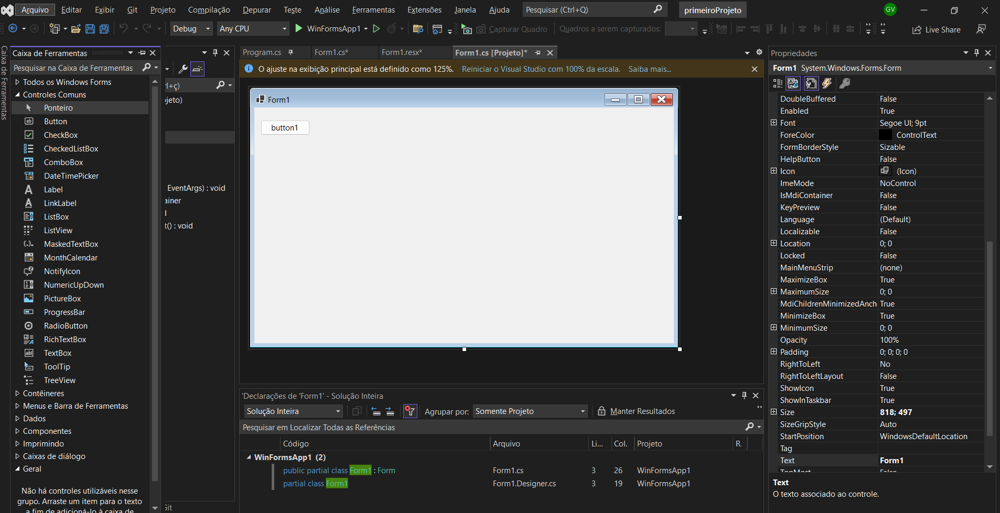 Arquivo Editar Exibir Git Projeto Compilação Depurar Teste Análise Ferramentas Extensões Janela Ajuda Pesquisar (Ctrl+Q) primeiroProjeto GV
Debug Any CPU WinFormsApp1 Capturar Quadro Quadros a serem capturados: Live Share
Caixa de Ferramentas
Caixa de Ferramentas
Pesquisar na Caixa de Ferramentas
Todos os Windows Forms
Controles Comuns
Ponteiro
Button
CheckBox
CheckedListBox
ComboBox
DateTimePicker
Label
LinkLabel
ListBox
ListView
MaskedTextBox
MonthCalendar
NotifyIcon
NumericUpDown
PictureBox
ProgressBar
RadioButton
RichTextBox
TextBox
ToolTip
TreeView
Contêineres
Menus e Barra de Ferramentas
Dados
Componentes
Imprimindo
Caixas de diálogo
Geral
Não há controles utilizáveis nesse
grupo. Arraste um item para o texto
a fim de adicioná-lo à caixa de
rl+ç)
ojeto)
EventArgs) : void
ainer
d
t() : void
Git
Program.cs Form1.cs* Form1.resx* Form1.cs [Projeto]*
O ajuste na exibição principal está definido como 125%. Reiniciar o Visual Studio com 100% da escala. Saiba mais...
Form1
button1
'Declarações de 'Form1' - Solução Inteira
Solução Inteira Agrupar por: Somente Projeto Manter Resultados
Pesquisar em Localizar Todas as Referências
Código Arquivo Li... Col. Projeto R.
WinFormsApp1 (2)
public partial class Form1 : Form Form1.cs 3 26 WinFormsApp1
partial class Form1 Form1.Designer.cs 3 19 WinFormsApp1
Propriedades
Form1 System.Windows.Forms.Form
DoubleBuffered False
Enabled True
Font Segoe UI; 9pt
ForeColor ControlText
FormBorderStyle Sizable
HelpButton False
Icon (Icon)
ImeMode NoControl
IsMdiContainer False
KeyPreview False
Language (Default)
Localizable False
Location 0; 0
Locked False
MainMenuStrip (none)
MaximizeBox True
MaximumSize 0; 0
MdiChildrenMinimizedAnch True
MinimizeBox True
MinimumSize 0; 0
Opacity 100%
Padding 0; 0; 0; 0
RightToLeft No
RightToLeftLayout False
ShowIcon True
ShowInTaskbar True
Size 818; 497
SizeGripStyle Auto
StartPosition WindowsDefaultLocation
Tag
Text Form1
TopMost False
Text
O texto associado ao controle.